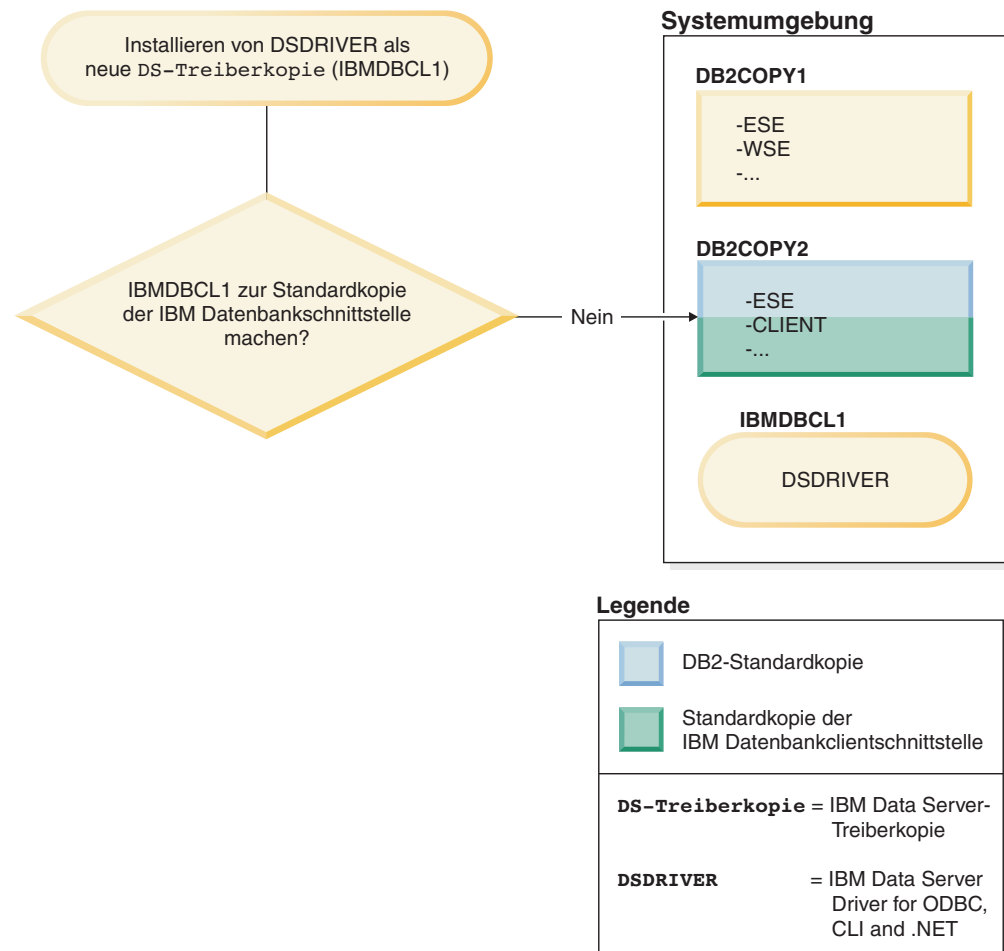 Installieren von DSDRIVER als
neue DS-Treiberkopie (IBMDBCL1)
IBMDBCL1 zur Standardkopie
der IBM Datenbankschnittstelle
machen?
Nein
Systemumgebung
DB2COPY1
-ESE
-WSE
-...
DB2COPY2
-ESE
-CLIENT
-...
IBMDBCL1
DSDRIVER
Legende
DB2-Standardkopie
Standardkopie der
IBM Datenbankclientschnittstelle
DS-Treiberkopie = IBM Data Server-
Treiberkopie
DSDRIVER = IBM Data Server
Driver for ODBC,
CLI and .NET